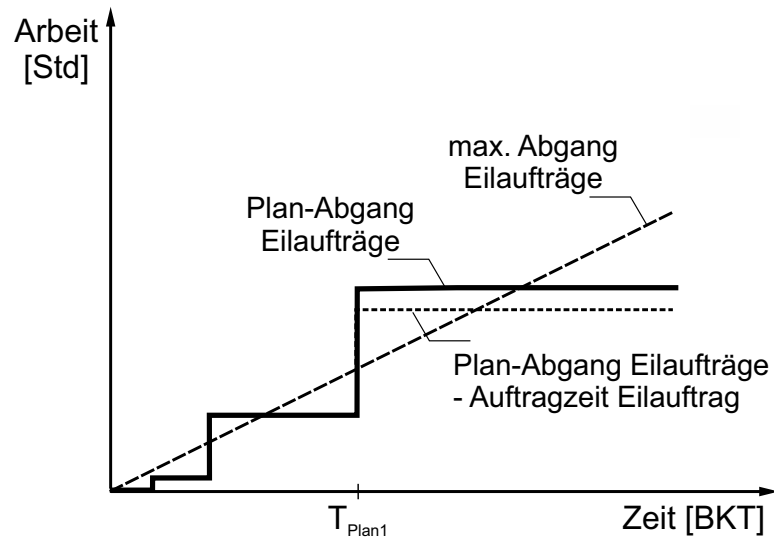 Arbeit
[Std]
max. Abgang
Eilaufträge
Plan-Abgang
Eilaufträge
Plan-Abgang Eilaufträge
- Auftragzeit Eilauftrag
T_Plan1
Zeit [BKT]